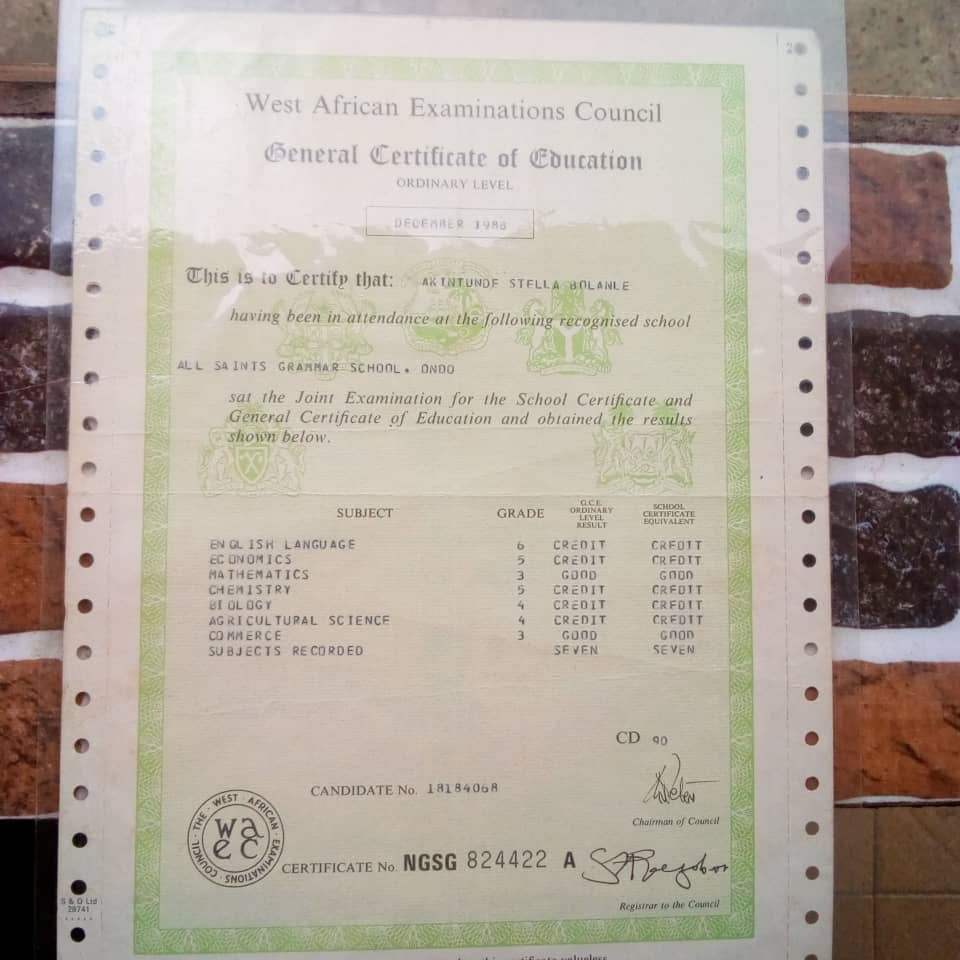 2
West African Examinations Council
General Certificate of Education
ORDINARY LEVEL
DECEMBER 1988
This is to Certify that: AKINTUNDE STELLA BOLANLE
having been in attendance at the following recognised school
ALL SAINTS GRAMMAR SCHOOL, ONDO
sat the Joint Examination for the School Certificate and
General Certificate of Education and obtained the results
shown below.
SUBJECT GRADE G.C.E. ORDINARY LEVEL RESULT SCHOOL CERTIFICATE EQUIVALENT
ENGLISH LANGUAGE 6 CREDIT CREDIT
ECONOMICS 5 CREDIT CREDIT
MATHEMATICS 3 GOOD GOOD
CHEMISTRY 5 CREDIT CREDIT
BIOLOGY 4 CREDIT CREDIT
AGRICULTURAL SCIENCE 4 CREDIT CREDIT
COMMERCE 3 GOOD GOOD
SUBJECTS RECORDED SEVEN SEVEN
CD 90
CANDIDATE No. 18184068
Chairman of Council
THE WEST AFRICAN EXAMINATIONS COUNCIL
waec
CERTIFICATE No. NGSG 824422 A
Registrar to the Council
S & O Ltd
28741
certificate valueless